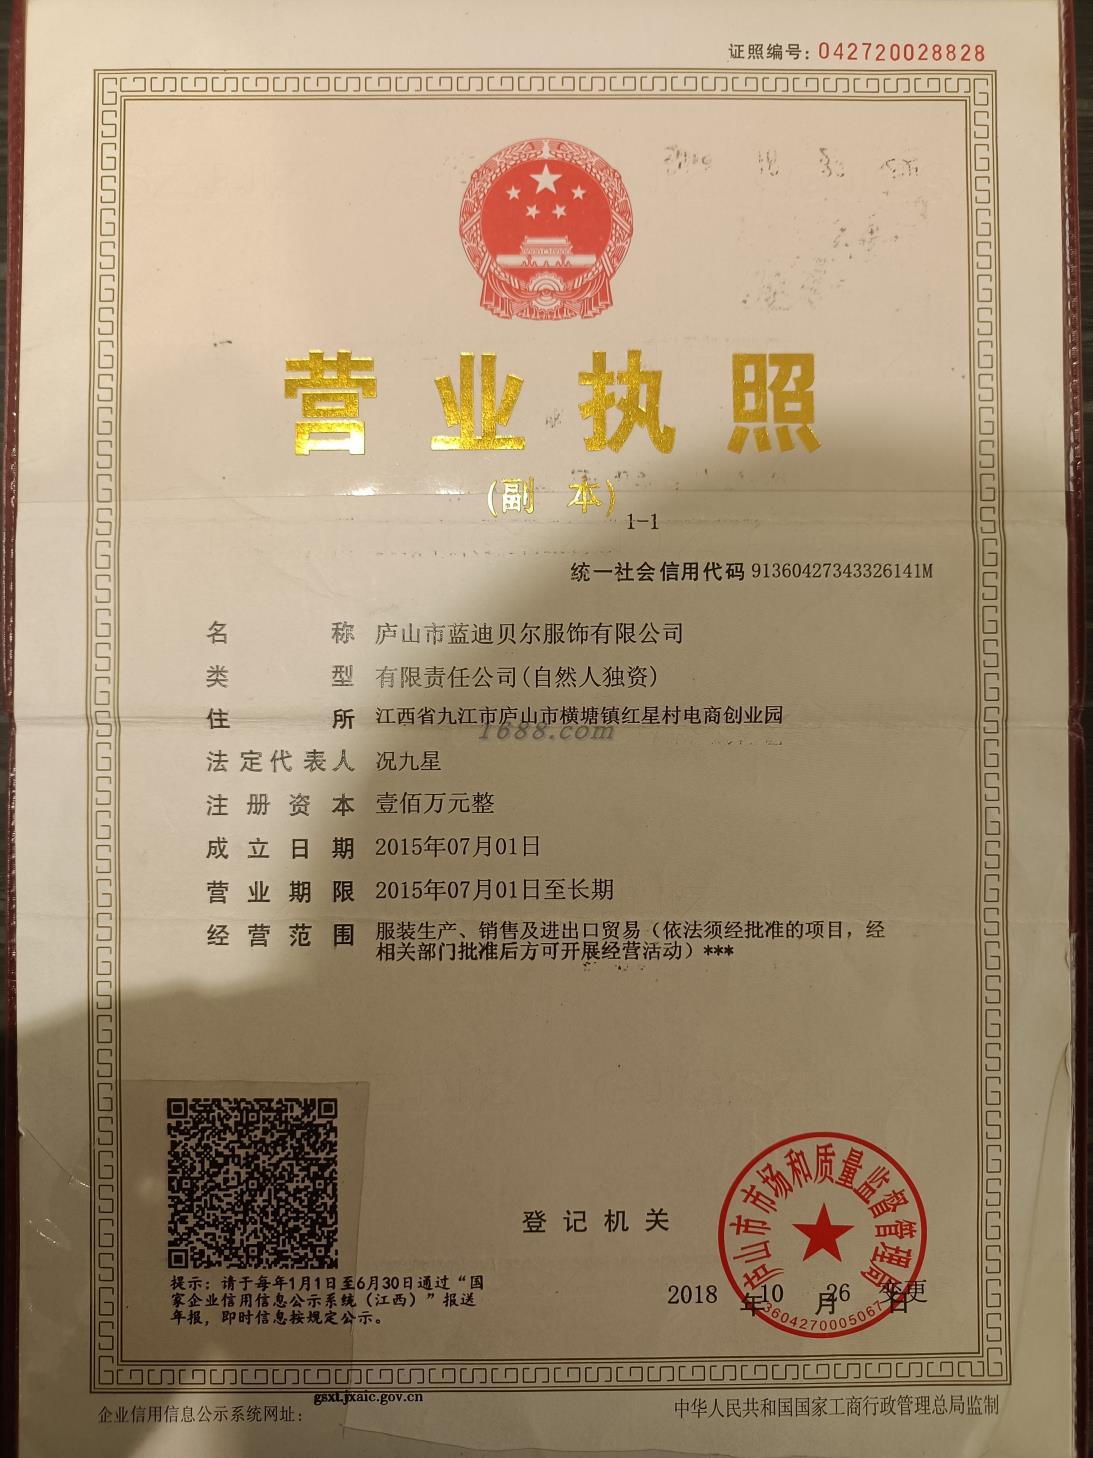 证照编号：042720028828
营业执照
(副本)
1-1
统一社会信用代码 91360427343326141M
名称 庐山市蓝迪贝尔服饰有限公司
类型 有限责任公司(自然人独资)
住所 江西省九江市庐山市横塘镇红星村电商创业园
1688.com
法定代表人 况九星
注册资本 壹佰万元整
成立日期 2015年07月01日
营业期限 2015年07月01日至长期
经营范围 服装生产、销售及进出口贸易（依法须经批准的项目，经
相关部门批准后方可开展经营活动）***
登记机关
庐山市市场和质量监督管理局
3604270005067
2018年10月26日变更
提示：请于每年1月1日至6月30日通过“国
家企业信用信息公示系统（江西）”报送
年报，即时信息按规定公示。
gsxt.jxaic.gov.cn
企业信用信息公示系统网址：
中华人民共和国国家工商行政管理总局监制